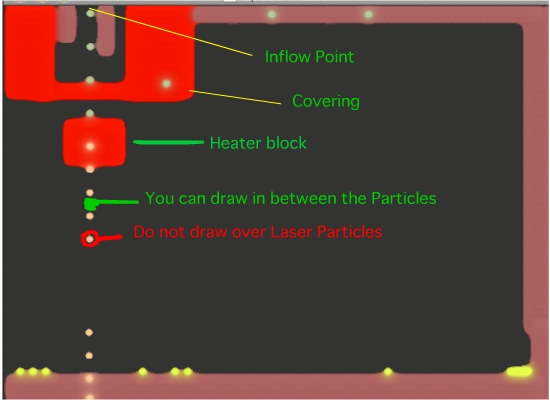 Inflow Point
Covering
Heater block
You can draw in between the Particles
Do not draw over Laser Particles